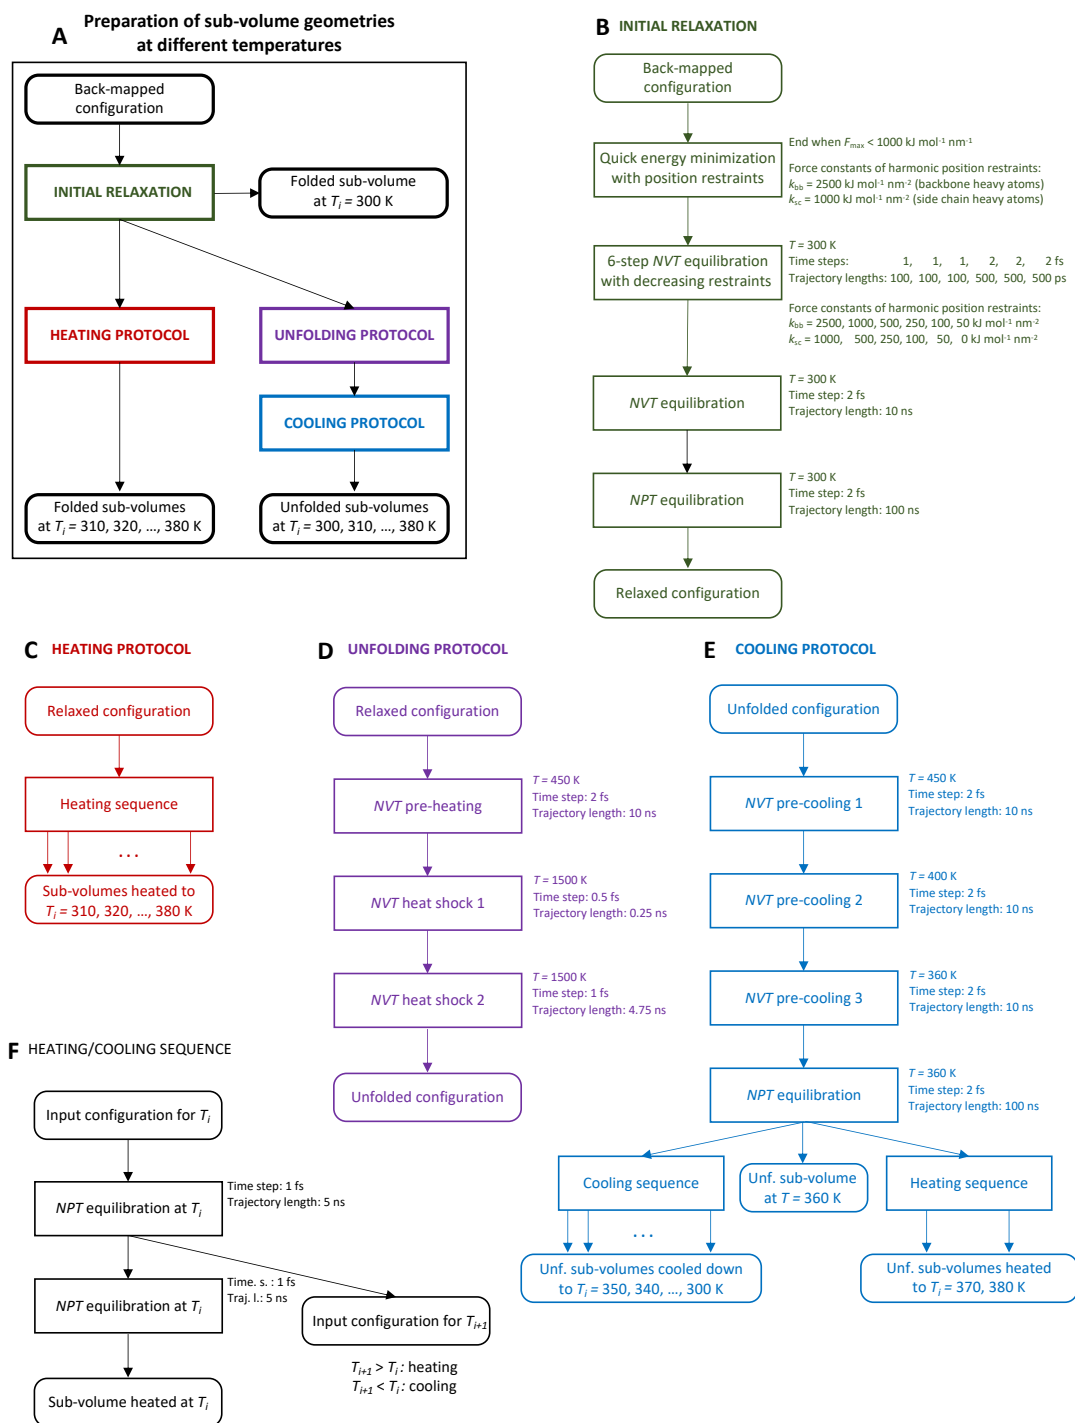 A Preparation of sub-volume geometries
at different temperatures
Back-mapped
configuration
INITIAL RELAXATION
Folded sub-volume
at Ti = 300 K
HEATING PROTOCOL
UNFOLDING PROTOCOL
COOLING PROTOCOL
Folded sub-volumes
at Ti = 310, 320, ..., 380 K
Unfolded sub-volumes
at Ti = 300, 310, ..., 380 K
B INITIAL RELAXATION
Back-mapped
configuration
Quick energy minimization
with position restraints
End when Fmax < 1000 kJ mol-1 nm-1
Force constants of harmonic position restraints:
kbb = 2500 kJ mol-1 nm-2 (backbone heavy atoms)
ksc = 1000 kJ mol-1 nm-2 (side chain heavy atoms)
6-step NVT equilibration
with decreasing restraints
T = 300 K
Time steps: 1, 1, 1, 2, 2, 2 fs
Trajectory lengths: 100, 100, 100, 500, 500, 500 ps
Force constants of harmonic position restraints:
kbb = 2500, 1000, 500, 250, 100, 50 kJ mol-1 nm-2
ksc = 1000, 500, 250, 100, 50, 0 kJ mol-1 nm-2
NVT equilibration
T = 300 K
Time step: 2 fs
Trajectory length: 10 ns
NPT equilibration
T = 300 K
Time step: 2 fs
Trajectory length: 100 ns
Relaxed configuration
C HEATING PROTOCOL
Relaxed configuration
Heating sequence
...
Sub-volumes heated to
Ti = 310, 320, ..., 380 K
D UNFOLDING PROTOCOL
Relaxed configuration
NVT pre-heating
T = 450 K
Time step: 2 fs
Trajectory length: 10 ns
NVT heat shock 1
T = 1500 K
Time step: 0.5 fs
Trajectory length: 0.25 ns
NVT heat shock 2
T = 1500 K
Time step: 1 fs
Trajectory length: 4.75 ns
Unfolded configuration
E COOLING PROTOCOL
Unfolded configuration
NVT pre-cooling 1
T = 450 K
Time step: 2 fs
Trajectory length: 10 ns
NVT pre-cooling 2
T = 400 K
Time step: 2 fs
Trajectory length: 10 ns
NVT pre-cooling 3
T = 360 K
Time step: 2 fs
Trajectory length: 10 ns
NPT equilibration
T = 360 K
Time step: 2 fs
Trajectory length: 100 ns
Cooling sequence
Unf. sub-volume
at T = 360 K
Heating sequence
...
Unf. sub-volumes cooled down
to Ti = 350, 340, ..., 300 K
Unf. sub-volumes heated
to Ti = 370, 380 K
F HEATING/COOLING SEQUENCE
Input configuration for Ti
NPT equilibration at Ti
Time step: 1 fs
Trajectory length: 5 ns
NPT equilibration at Ti
Time. s. : 1 fs
Traj. l.: 5 ns
Input configuration for Ti+1
Ti+1 > Ti : heating
Ti+1 < Ti : cooling
Sub-volume heated at Ti